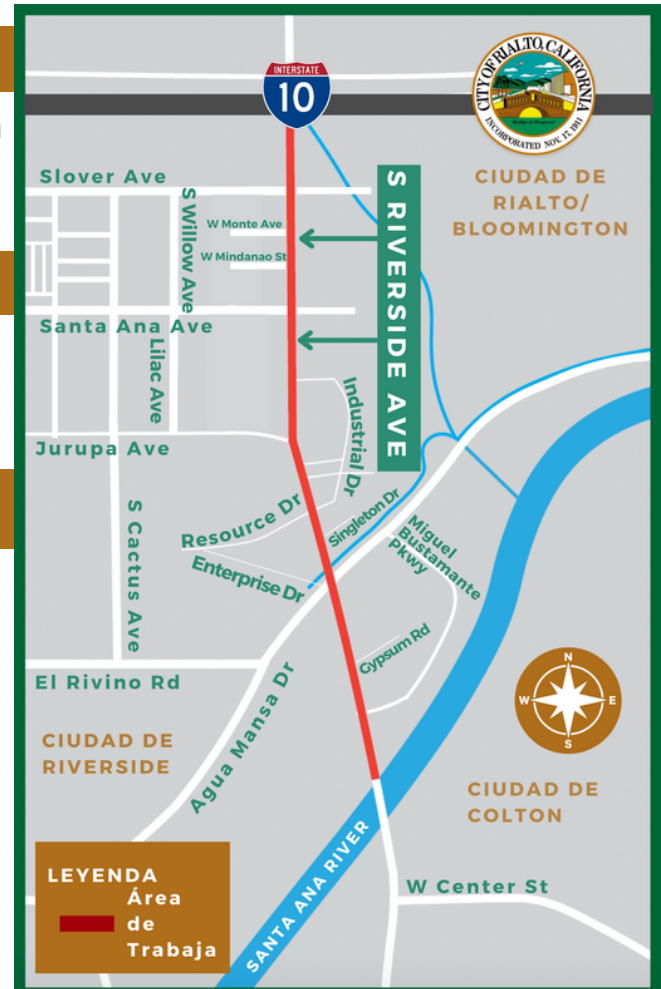 INTERSTATE
10
CITY OF RIALTO, CALIFORNIA
INCORPORATED NOV. 17, 1911
CIUDAD DE
RIALTO/
BLOOMINGTON
Slover Ave
S Willow Ave
W Monte Ave
W Mindanao St
S RIVERSIDE AVE
Santa Ana Ave
Lilac Ave
Industrial Dr
Jurupa Ave
S Cactus Ave
Resource Dr
Singleton Dr
Miguel
Bustamante
Pkwy
Enterprise Dr
Gypsum Rd
El Rivino Rd
Agua Mansa Dr
N
W
E
S
CIUDAD DE
RIVERSIDE
CIUDAD DE
COLTON
LEYENDA
Área
de
Trabaja
SANTA ANA RIVER
W Center St